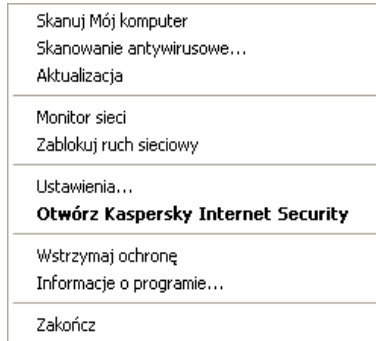 Skanuj Mój komputer
Skanowanie antywirusowe...
Aktualizacja
Monitor sieci
Zablokuj ruch sieciowy
Ustawienia...
Otwórz Kaspersky Internet Security
Wstrzymaj ochronę
Informacje o programie...
Zakończ